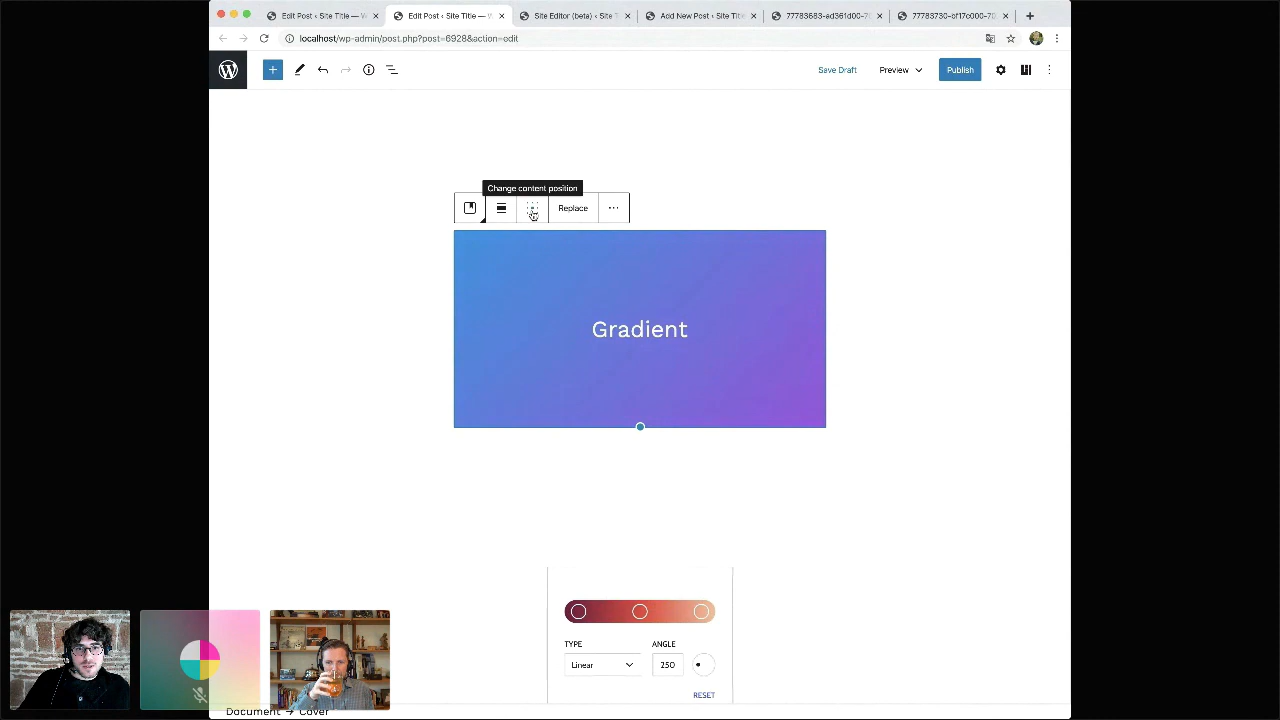 Edit Post ‹ Site Title — W
Edit Post ‹ Site Title — W
Site Editor (beta) ‹ Site T
New Post ‹ Site Title
localhost/wp-admin/post.php?post=6928&action=edit
Save Draft
Preview
Publish
Change content position
Replace
Gradient
TYPE
ANGLE
Linear
250
RESET
Document → Cover